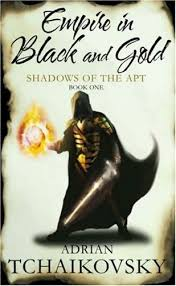 Empire in
Black and Gold
SHADOWS OF THE APT
BOOK ONE
ADRIAN
TCHAIKOVSKY